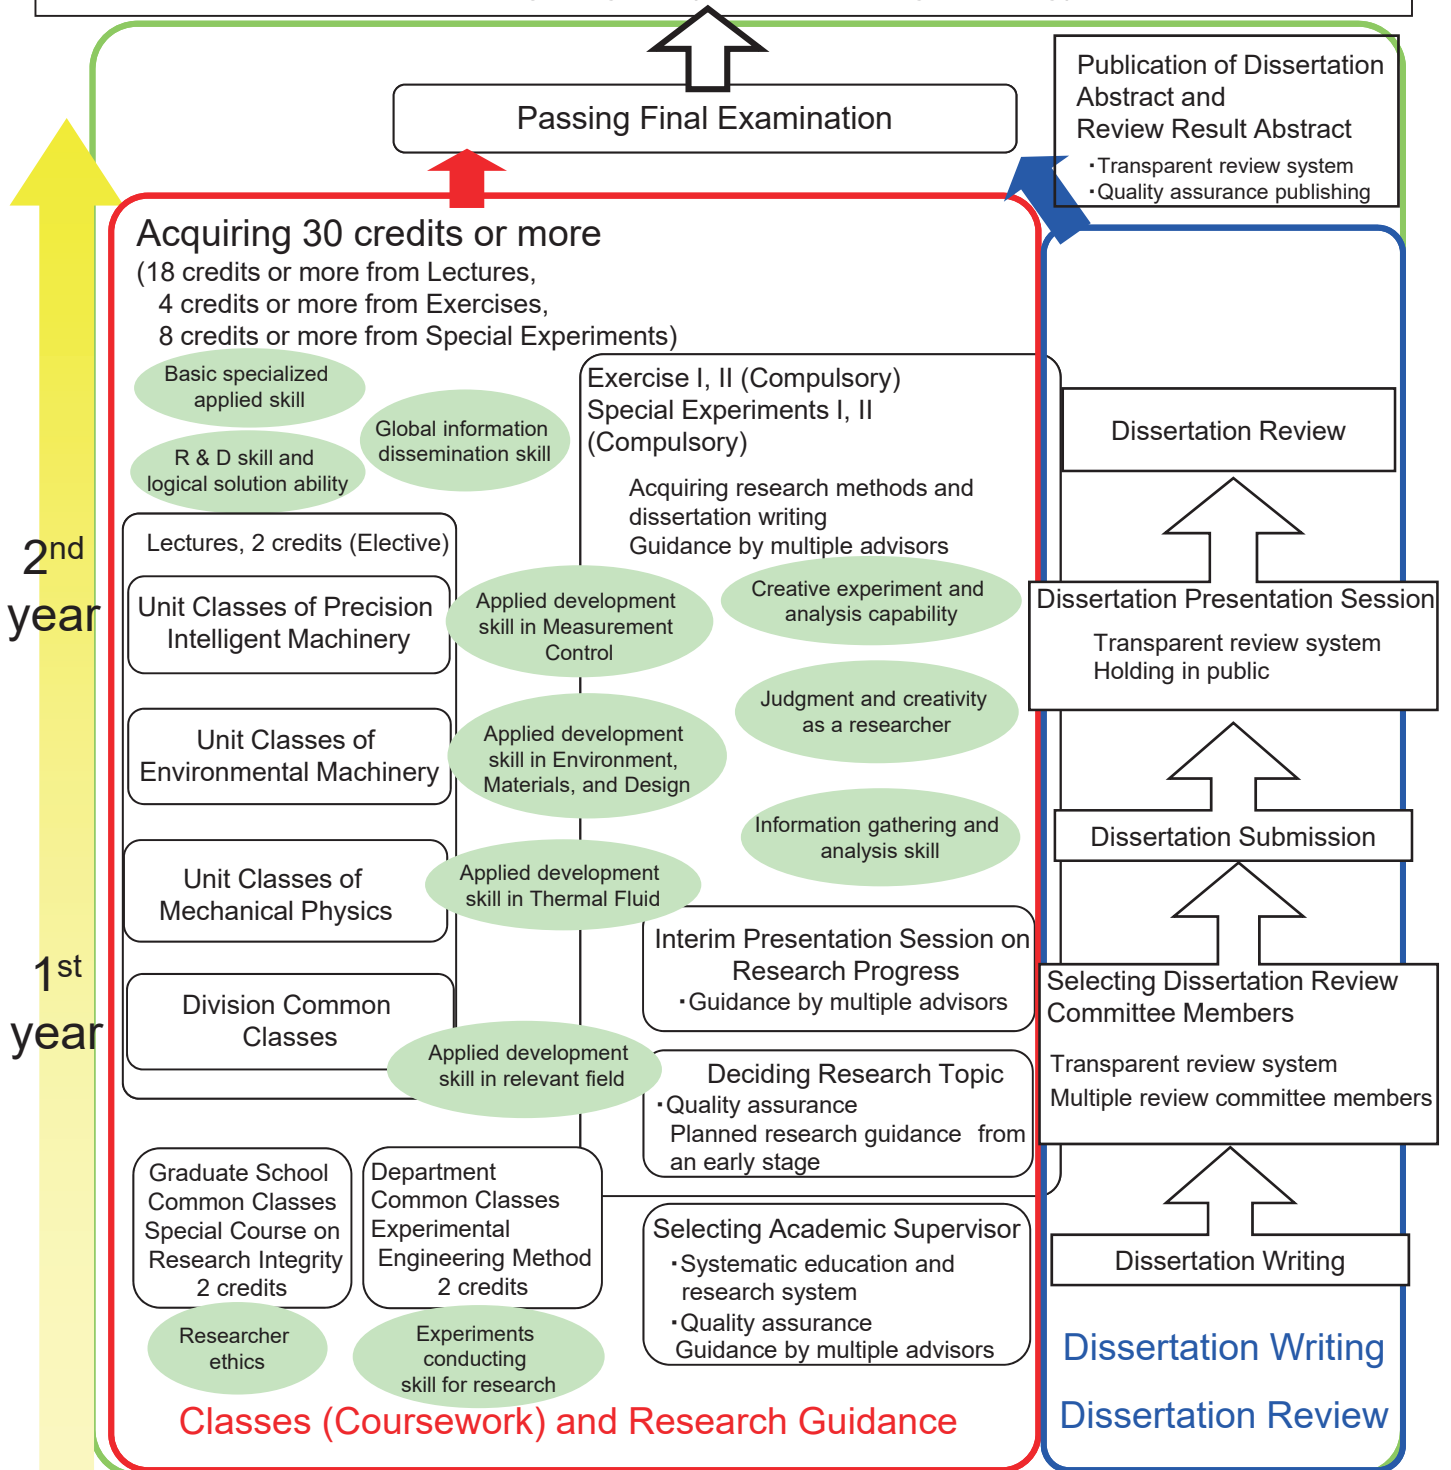 Passing Final Examination
Publication of Dissertation
Abstract and
Review Result Abstract
・Transparent review system
・Quality assurance publishing
Acquiring 30 credits or more
(18 credits or more from Lectures,
4 credits or more from Exercises,
8 credits or more from Special Experiments)
Basic specialized
applied skill
Global information
dissemination skill
R & D skill and
logical solution ability
Exercise I, II (Compulsory)
Special Experiments I, II
(Compulsory)
Acquiring research methods and
dissertation writing
Guidance by multiple advisors
2nd
year
Lectures, 2 credits (Elective)
Unit Classes of Precision
Intelligent Machinery
Applied development
skill in Measurement
Control
Creative experiment and
analysis capability
Judgment and creativity
as a researcher
Unit Classes of
Environmental Machinery
Applied development
skill in Environment,
Materials, and Design
Information gathering and
analysis skill
Unit Classes of
Mechanical Physics
Applied development
skill in Thermal Fluid
1st
year
Division Common
Classes
Applied development
skill in relevant field
Interim Presentation Session on
Research Progress
・Guidance by multiple advisors
Deciding Research Topic
・Quality assurance
Planned research guidance from
an early stage
Graduate School
Common Classes
Special Course on
Research Integrity
2 credits
Department
Common Classes
Experimental
Engineering Method
2 credits
Selecting Academic Supervisor
・Systematic education and
research system
・Quality assurance
Guidance by multiple advisors
Researcher
ethics
Experiments
conducting
skill for research
Classes (Coursework) and Research Guidance
Dissertation Review
Dissertation Presentation Session
Transparent review system
Holding in public
Dissertation Submission
Selecting Dissertation Review
Committee Members
Transparent review system
Multiple review committee members
Dissertation Writing
Dissertation Writing
Dissertation Review